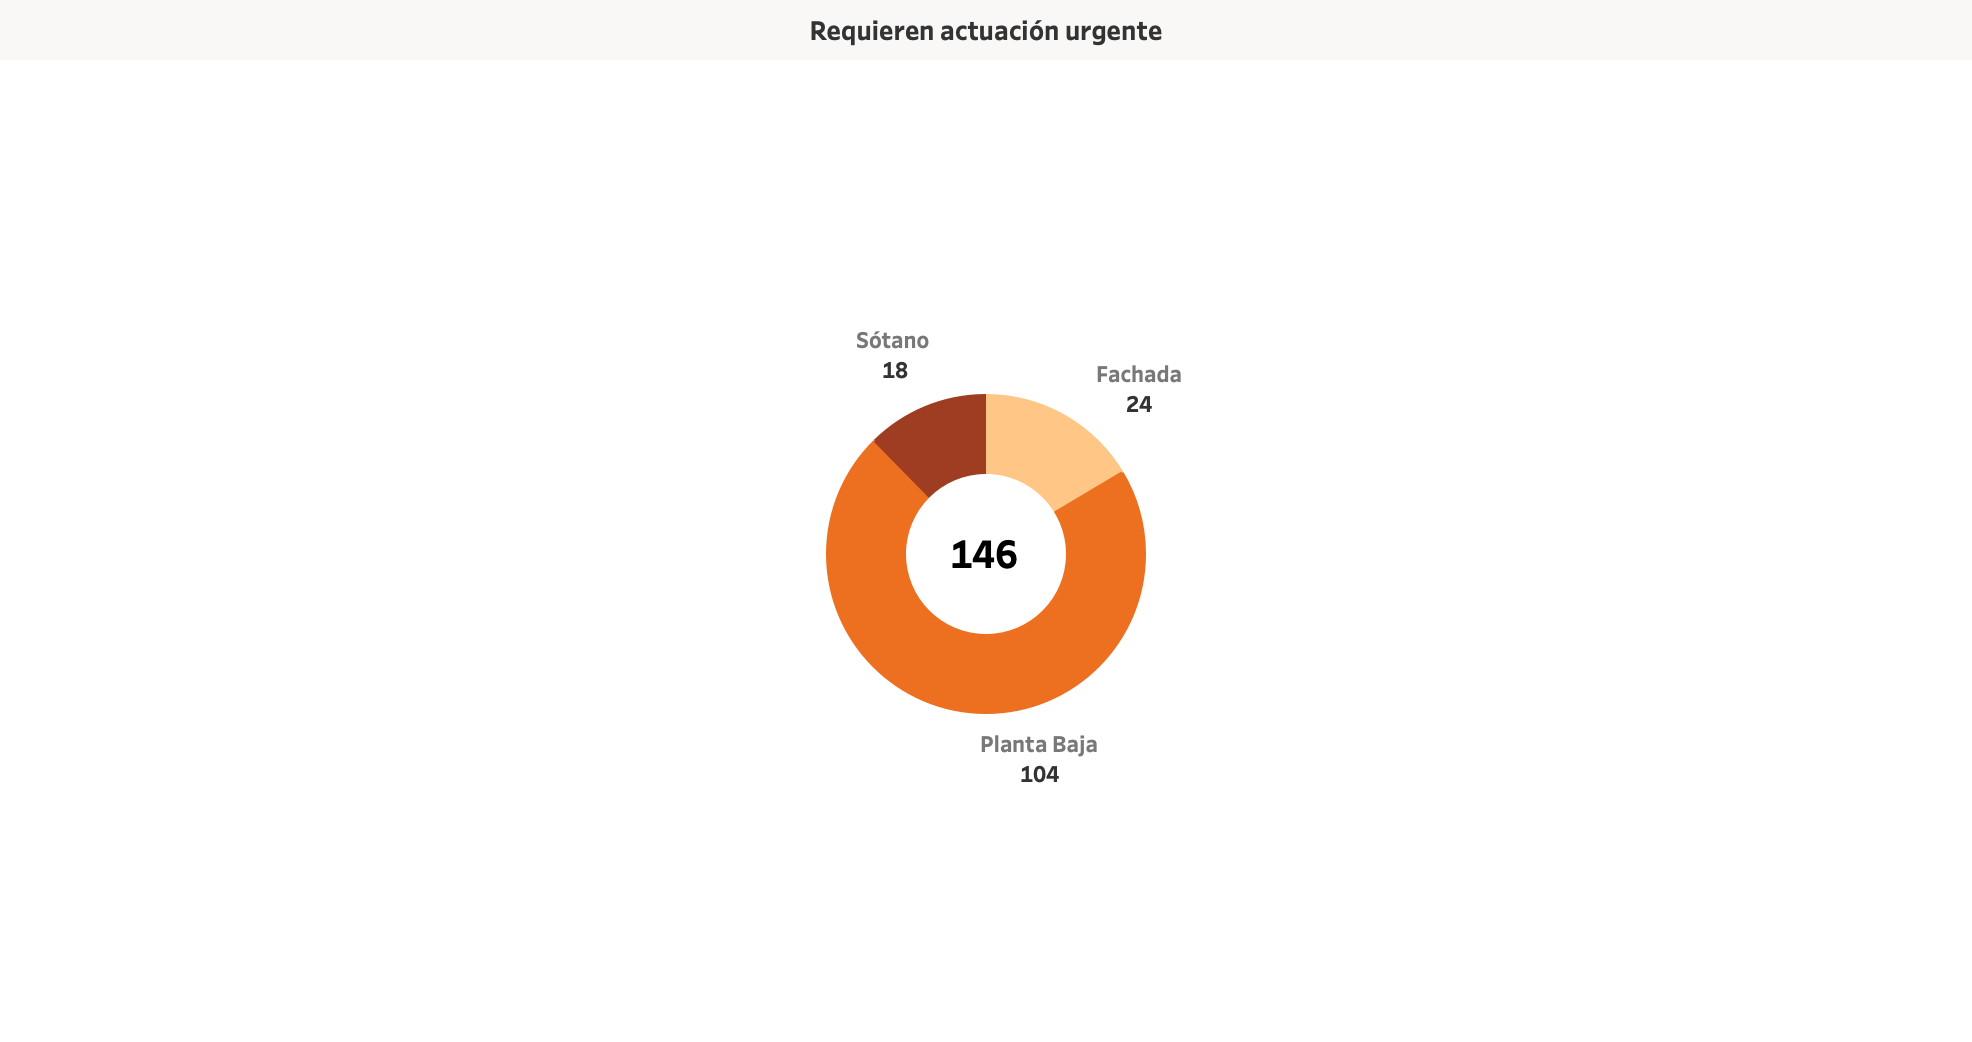 Requieren actuación urgente
Sótano
18
Fachada
24
146
Planta Baja
104